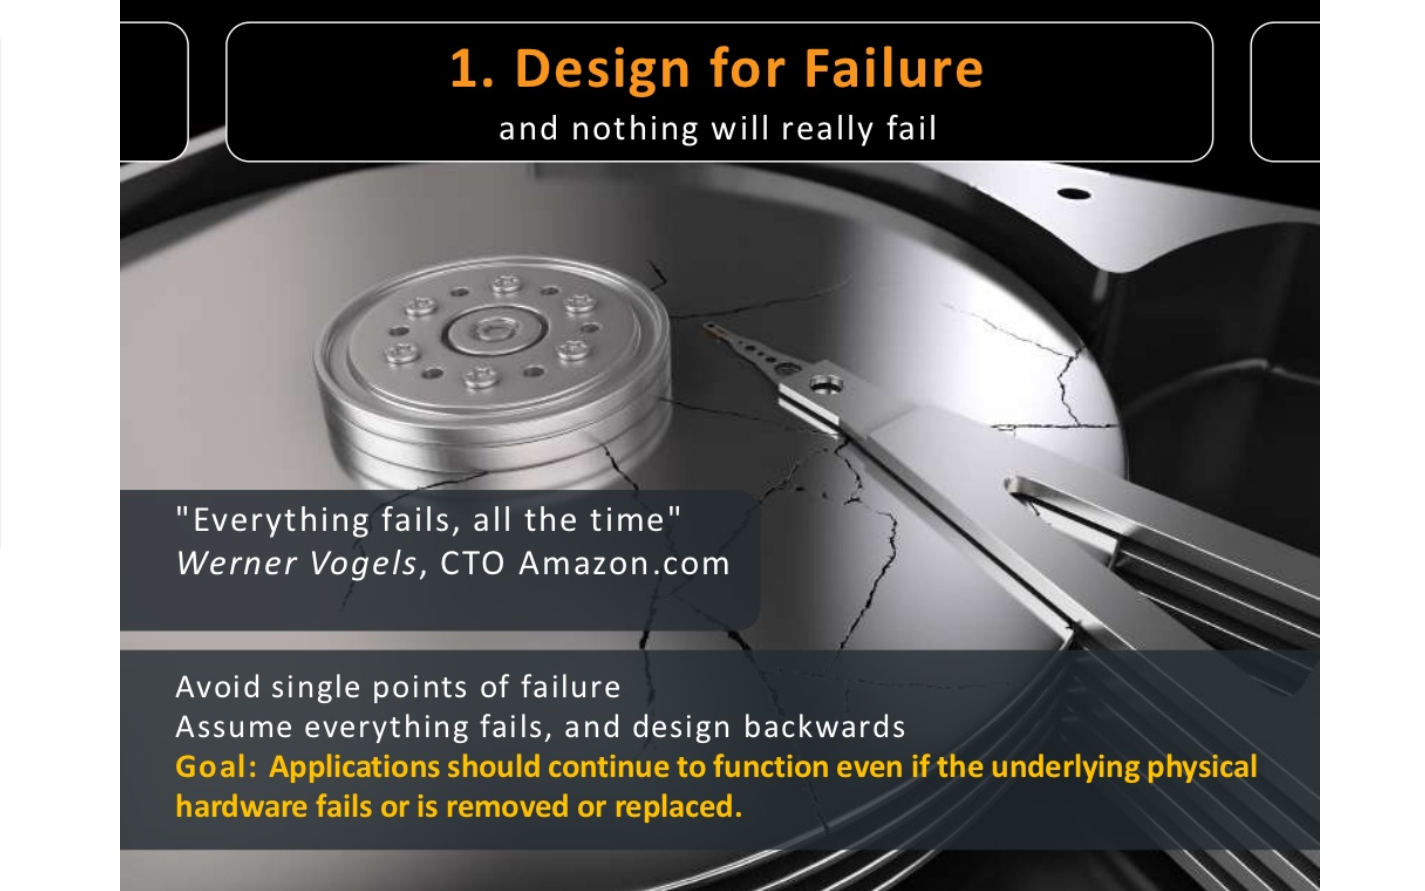 1. Design for Failure
and nothing will really fail
"Everything fails, all the time"
Werner Vogels, CTO Amazon.com
Avoid single points of failure
Assume everything fails, and design backwards
Goal: Applications should continue to function even if the underlying physical
hardware fails or is removed or replaced.